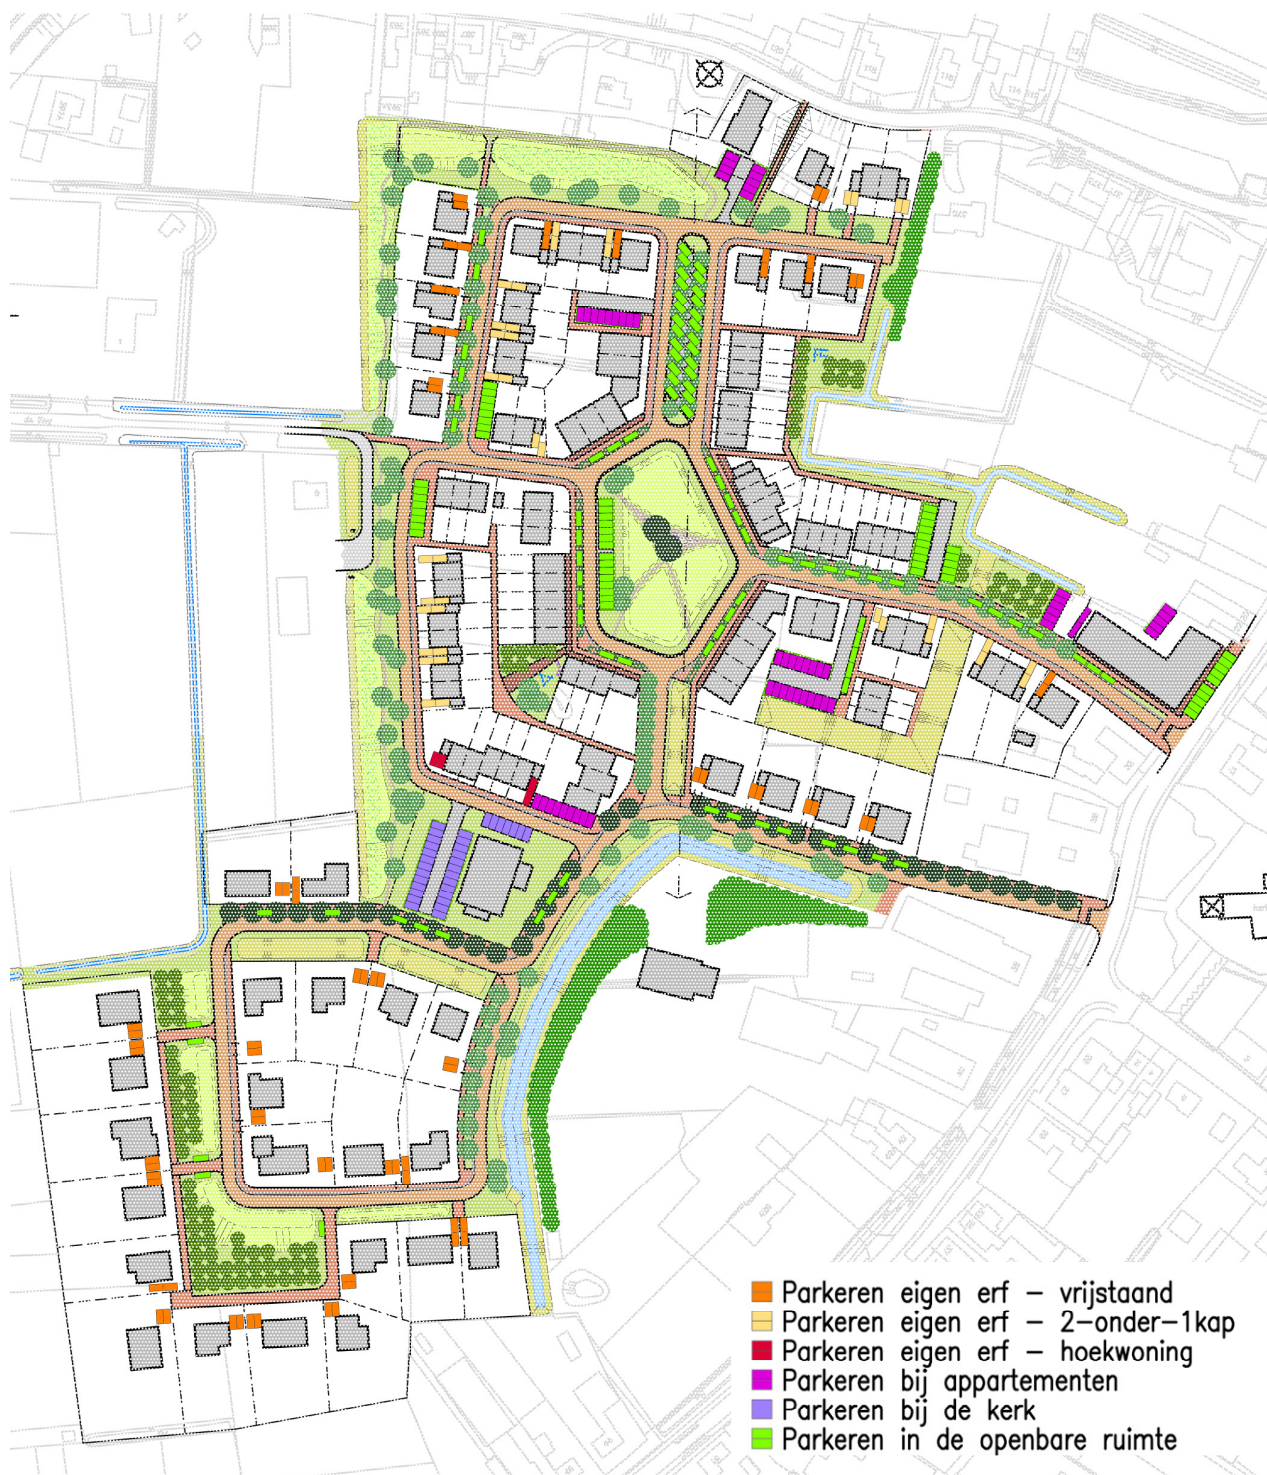 Parkeren eigen erf – vrijstaand
Parkeren eigen erf – 2-onder-1kap
Parkeren eigen erf – hoekwoning
Parkeren bij appartementen
Parkeren bij de kerk
Parkeren in de openbare ruimte